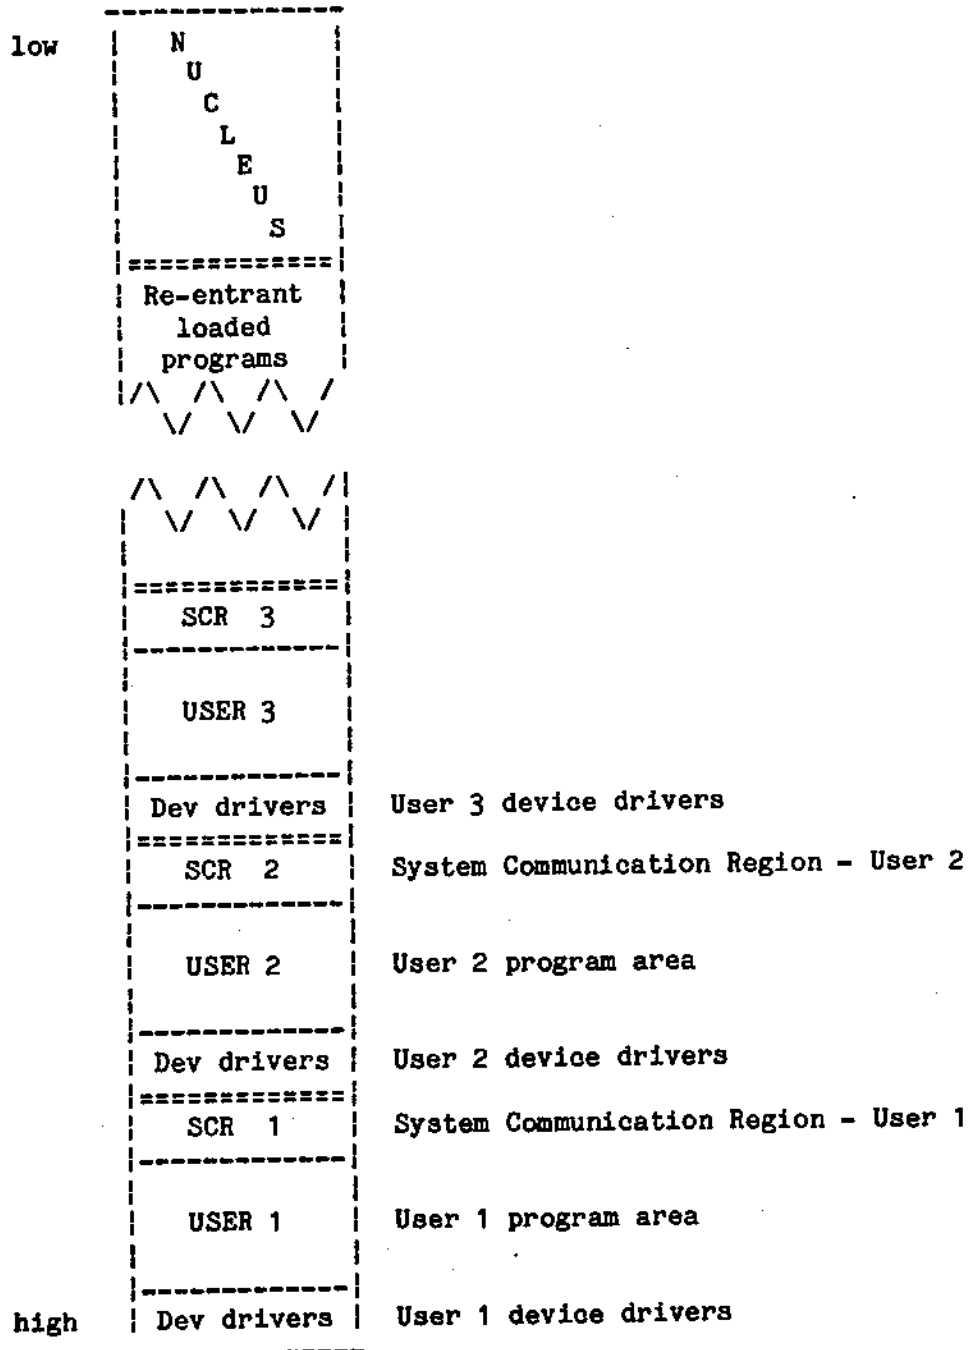 low N
U
C
L
E
U
S
Re-entrant
loaded
programs
SCR 3
USER 3
Dev drivers User 3 device drivers
SCR 2 System Communication Region - User 2
USER 2 User 2 program area
Dev drivers User 2 device drivers
SCR 1 System Communication Region - User 1
USER 1 User 1 program area
high Dev drivers User 1 device drivers